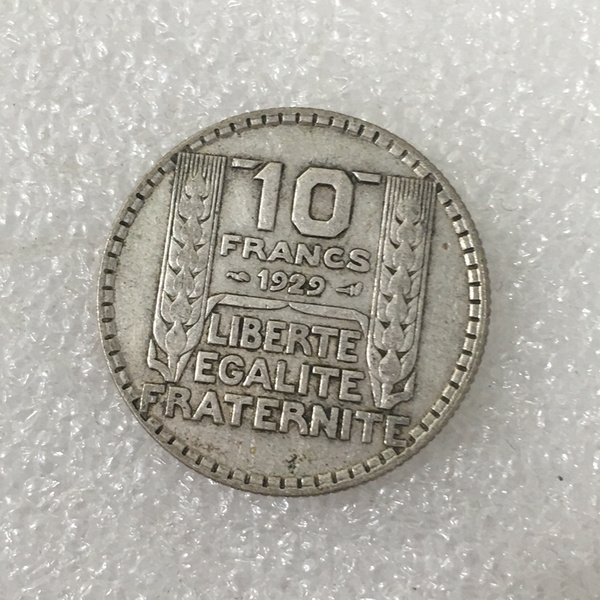 10
FRANCS
1929
LIBERTE
EGALITE
FRATERNITE